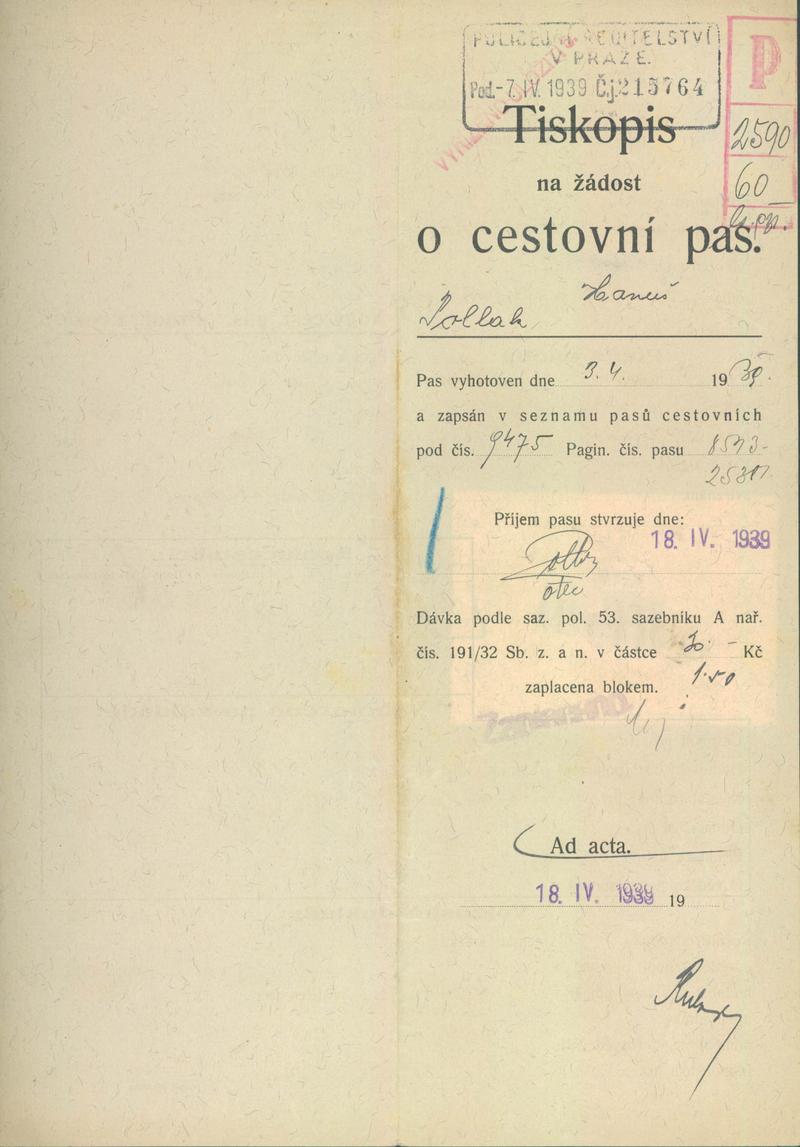 POLICEJNÍ ŘEDITELSTVÍ
V PRAZE.
Pod.-7. IV. 1939 Č.j. 215764
P
Tiskopis
2590
na žádost
60
o cestovní pas.
Hanuš
Pollak
Pas vyhotoven dne 3. 4. 1939.
a zapsán v seznamu pasů cestovních
pod čís. 9475 Pagin. čís. pasu
Příjem pasu stvrzuje dne:
18. IV. 1939
otec
Dávka podle saz. pol. 53. sazebníku A nař.
čís. 191/32 Sb. z. a n. v částce Kč
zaplacena blokem. 1.50
Ad acta.
18. IV. 1939 19